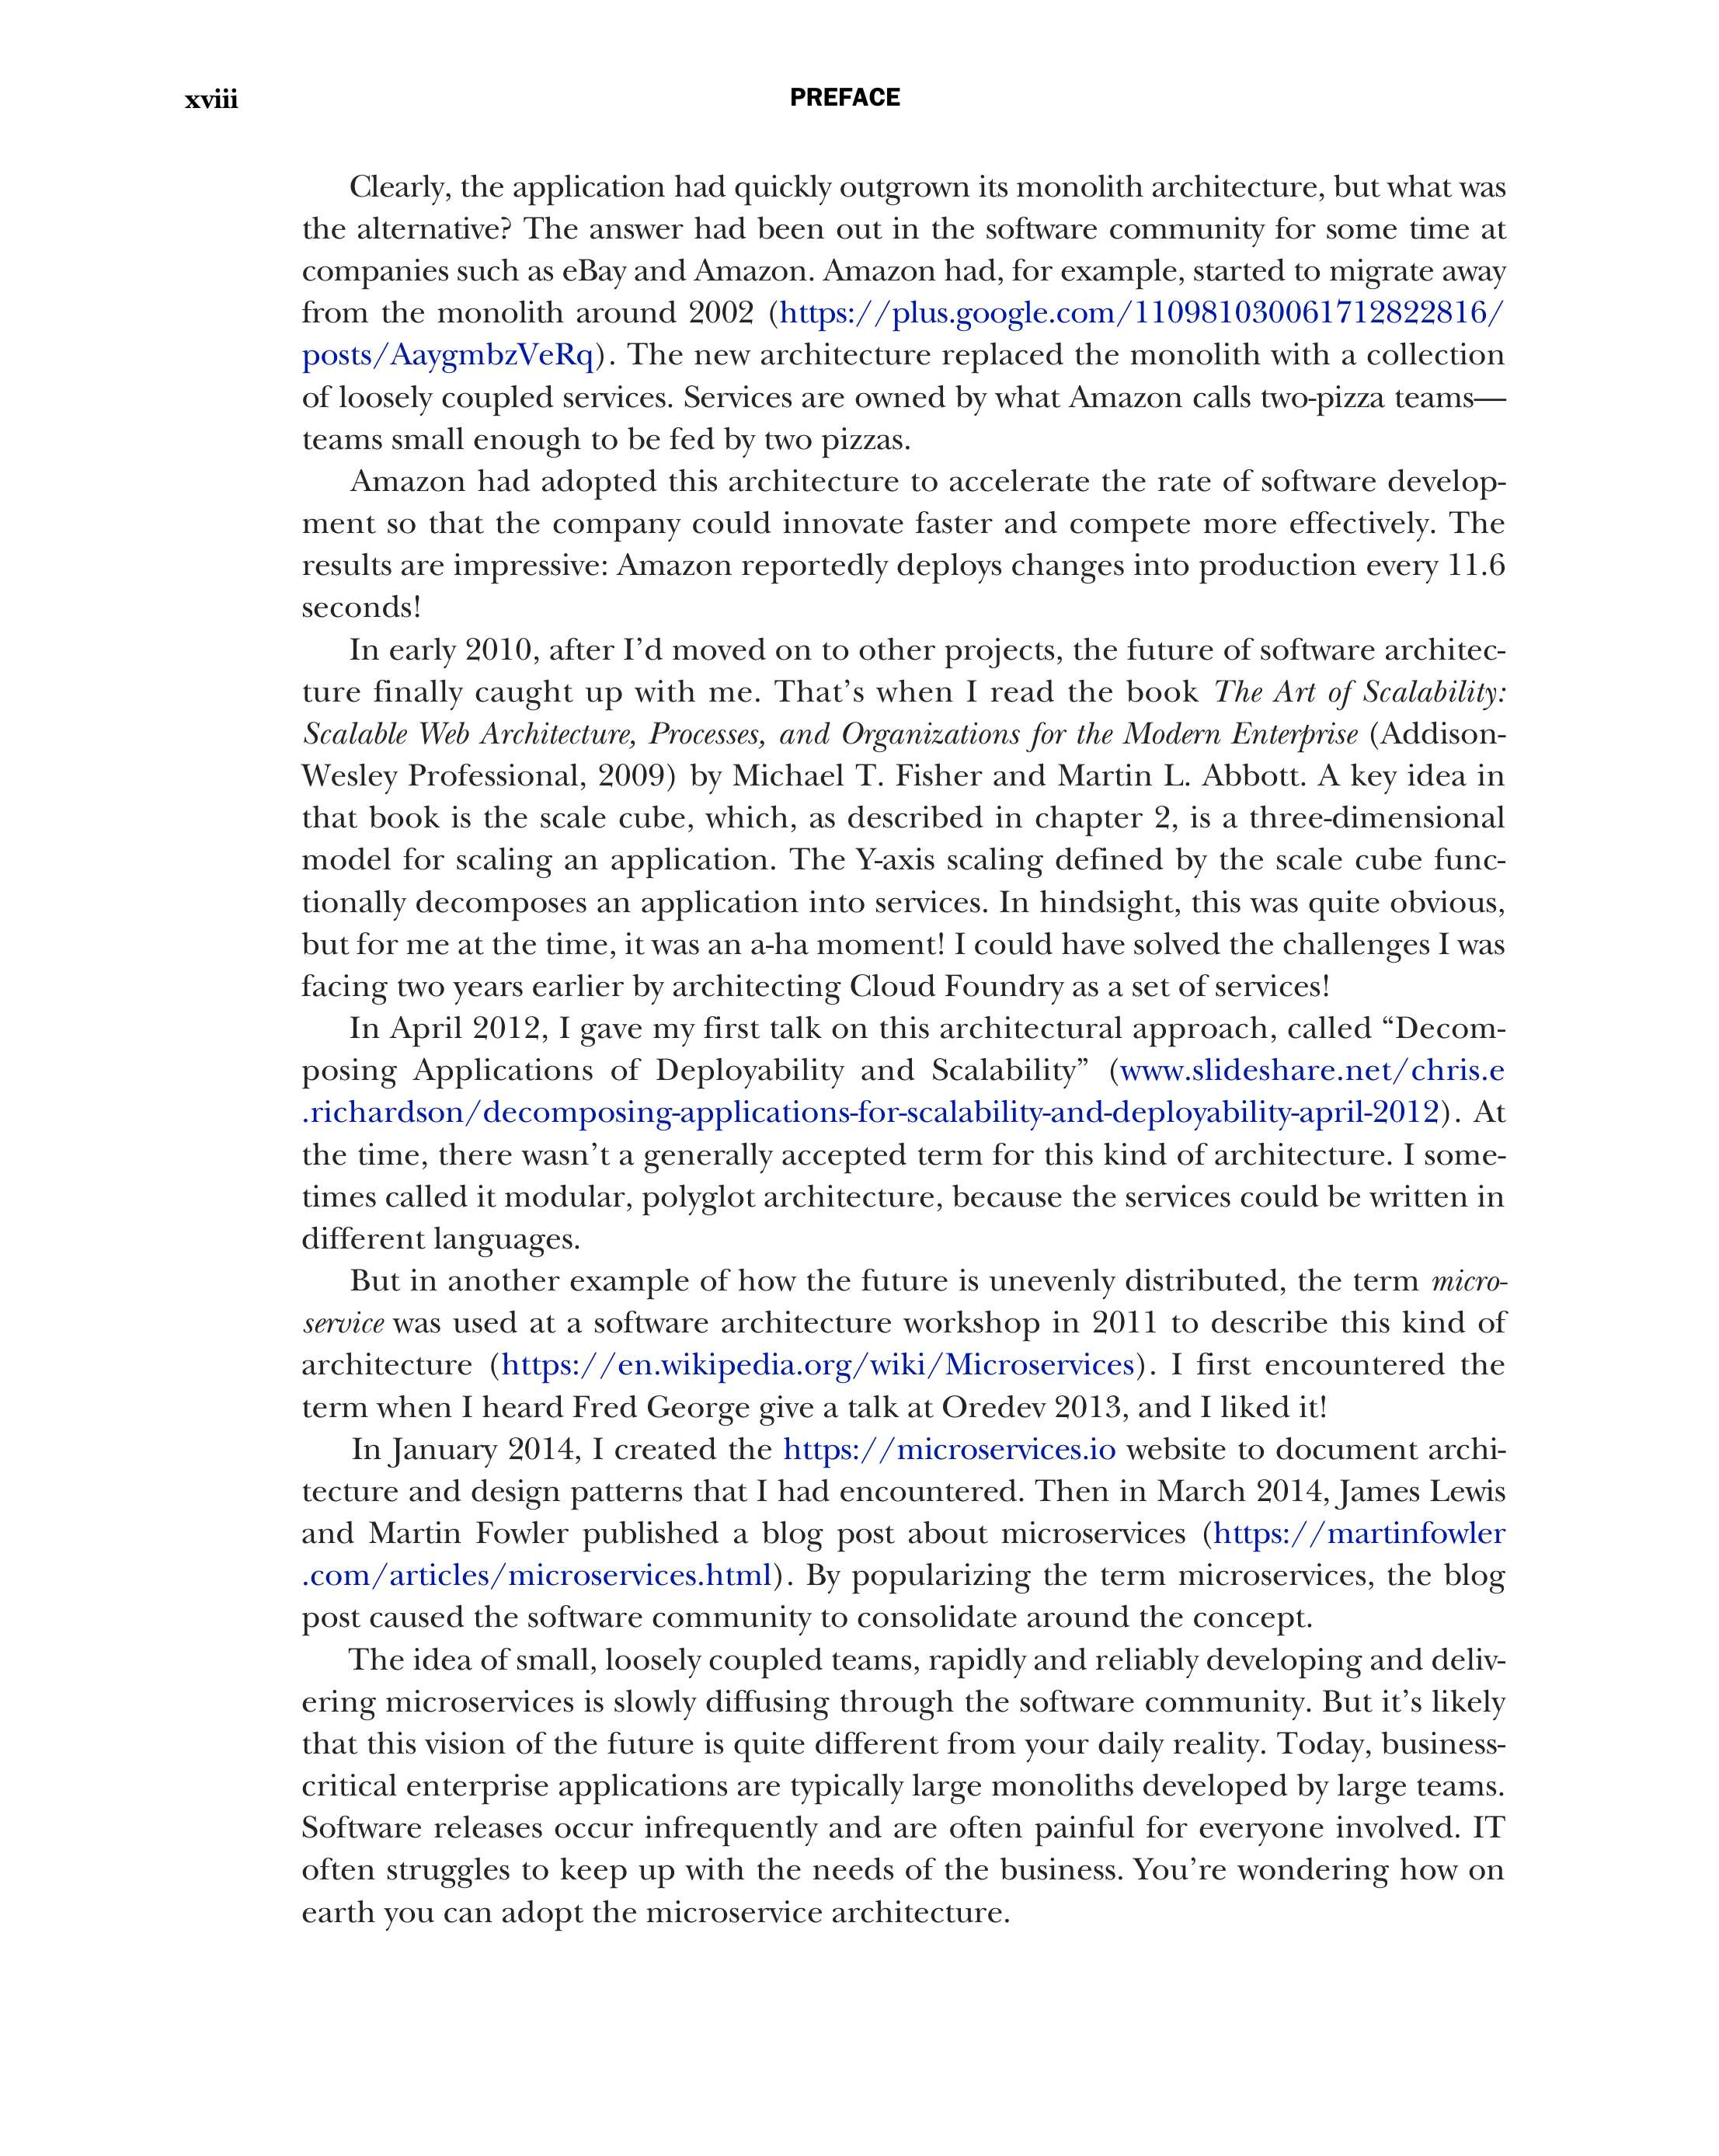 xviii
PREFACE
Clearly, the application had quickly outgrown its monolith architecture, but what was
the alternative? The answer had been out in the software community for some time at
companies such as eBay and Amazon. Amazon had, for example, started to migrate away
from the monolith around 2002 (https://plus.google.com/110981030061712822816/
posts/AaygmbzVeRq). The new architecture replaced the monolith with a collection
of loosely coupled services. Services are owned by what Amazon calls two-pizza teams—
teams small enough to be fed by two pizzas.
Amazon had adopted this architecture to accelerate the rate of software develop-
ment so that the company could innovate faster and compete more effectively. The
results are impressive: Amazon reportedly deploys changes into production every 11.6
seconds!
In early 2010, after I’d moved on to other projects, the future of software architec-
ture finally caught up with me. That’s when I read the book The Art of Scalability:
Scalable Web Architecture, Processes, and Organizations for the Modern Enterprise (Addison-
Wesley Professional, 2009) by Michael T. Fisher and Martin L. Abbott. A key idea in
that book is the scale cube, which, as described in chapter 2, is a three-dimensional
model for scaling an application. The Y-axis scaling defined by the scale cube func-
tionally decomposes an application into services. In hindsight, this was quite obvious,
but for me at the time, it was an a-ha moment! I could have solved the challenges I was
facing two years earlier by architecting Cloud Foundry as a set of services!
In April 2012, I gave my first talk on this architectural approach, called “Decom-
posing Applications of Deployability and Scalability” (www.slideshare.net/chris.e
.richardson/decomposing-applications-for-scalability-and-deployability-april-2012). At
the time, there wasn’t a generally accepted term for this kind of architecture. I some-
times called it modular, polyglot architecture, because the services could be written in
different languages.
But in another example of how the future is unevenly distributed, the term micro-
service was used at a software architecture workshop in 2011 to describe this kind of
architecture (https://en.wikipedia.org/wiki/Microservices). I first encountered the
term when I heard Fred George give a talk at Oredev 2013, and I liked it!
In January 2014, I created the https://microservices.io website to document archi-
tecture and design patterns that I had encountered. Then in March 2014, James Lewis
and Martin Fowler published a blog post about microservices (https://martinfowler
.com/articles/microservices.html). By popularizing the term microservices, the blog
post caused the software community to consolidate around the concept.
The idea of small, loosely coupled teams, rapidly and reliably developing and deliv-
ering microservices is slowly diffusing through the software community. But it’s likely
that this vision of the future is quite different from your daily reality. Today, business-
critical enterprise applications are typically large monoliths developed by large teams.
Software releases occur infrequently and are often painful for everyone involved. IT
often struggles to keep up with the needs of the business. You’re wondering how on
earth you can adopt the microservice architecture.